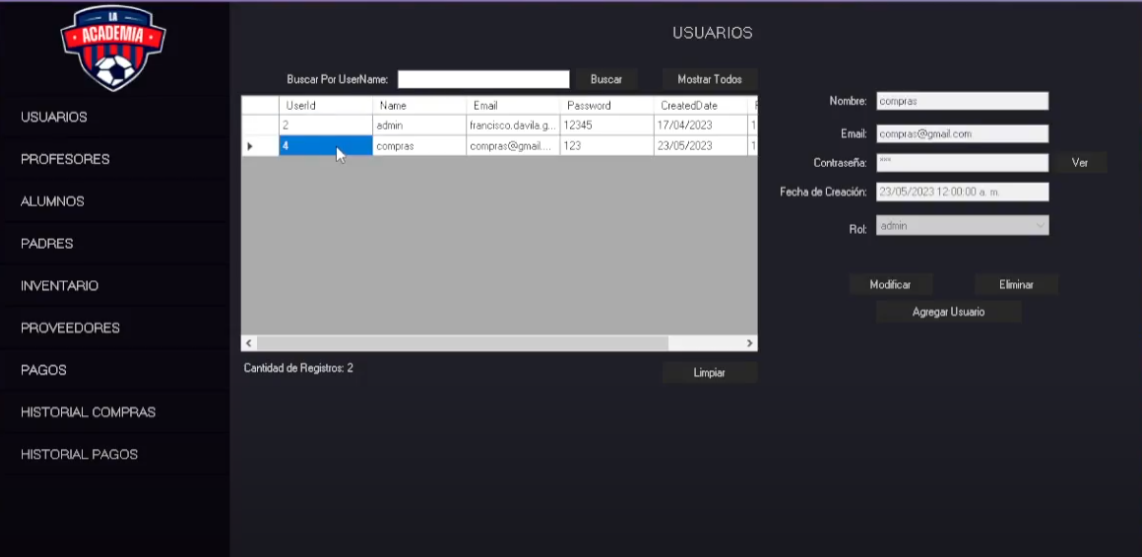 LA
ACADEMIA
USUARIOS
PROFESORES
ALUMNOS
PADRES
INVENTARIO
PROVEEDORES
PAGOS
HISTORIAL COMPRAS
HISTORIAL PAGOS
USUARIOS
Buscar Por UserName: Buscar Mostrar Todos
UserId Name Email Password CreatedDate
2 admin francisco.davila.g... 12345 17/04/2023 1
4 compras compras@gmail.... 123 23/05/2023 1
Cantidad de Registros: 2
Limpiar
Nombre: compras
Email: compras@gmail.com
Contraseña: *** Ver
Fecha de Creación: 23/05/2023 12:00:00 a. m.
Rol: admin
Modificar Eliminar
Agregar Usuario